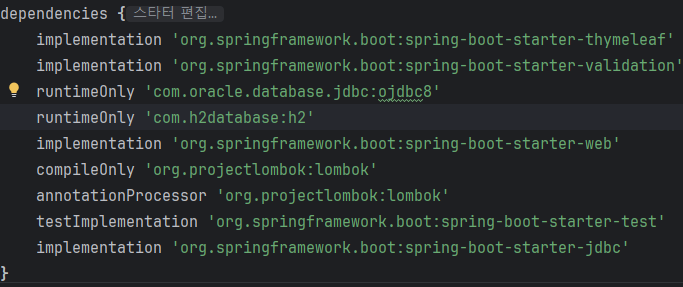 dependencies { 스타터 편집...
implementation 'org.springframework.boot:spring-boot-starter-thymeleaf'
implementation 'org.springframework.boot:spring-boot-starter-validation'
runtimeOnly 'com.oracle.database.jdbc:ojdbc8'
runtimeOnly 'com.h2database:h2'
implementation 'org.springframework.boot:spring-boot-starter-web'
compileOnly 'org.projectlombok:lombok'
annotationProcessor 'org.projectlombok:lombok'
testImplementation 'org.springframework.boot:spring-boot-starter-test'
implementation 'org.springframework.boot:spring-boot-starter-jdbc'
}